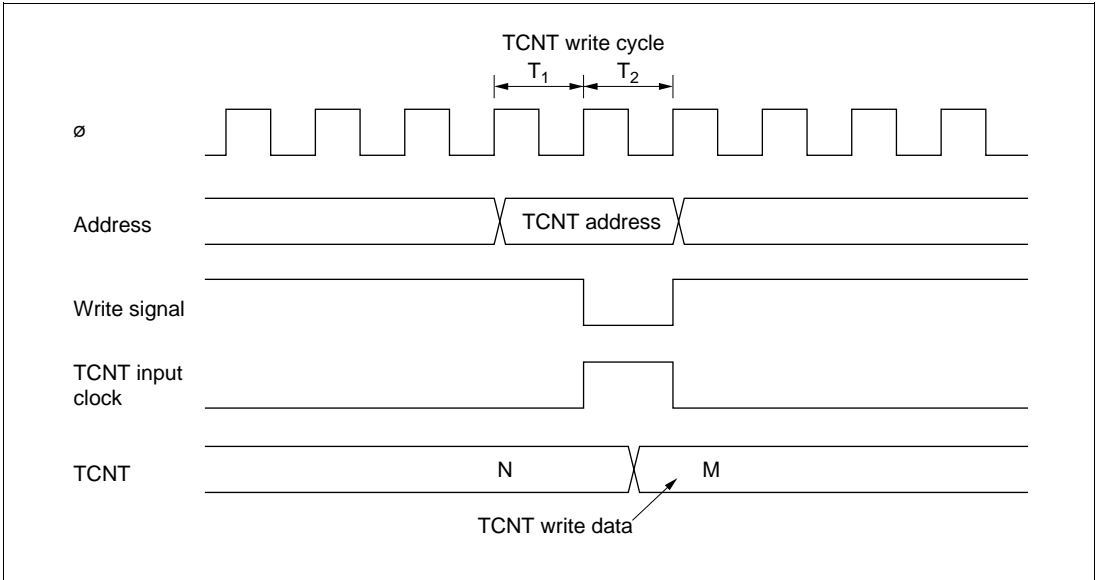 TCNT write cycle
T1 T2
ø
Address
TCNT address
Write signal
TCNT input
clock
TCNT
N
M
TCNT write data